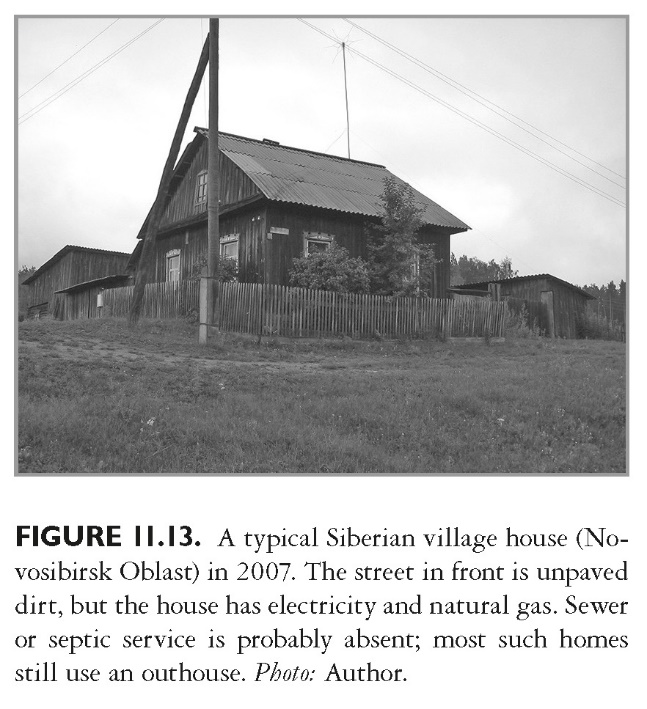 FIGURE 11.13. A typical Siberian village house (No-
vosibirsk Oblast) in 2007. The street in front is unpaved
dirt, but the house has electricity and natural gas. Sewer
or septic service is probably absent; most such homes
still use an outhouse. Photo: Author.